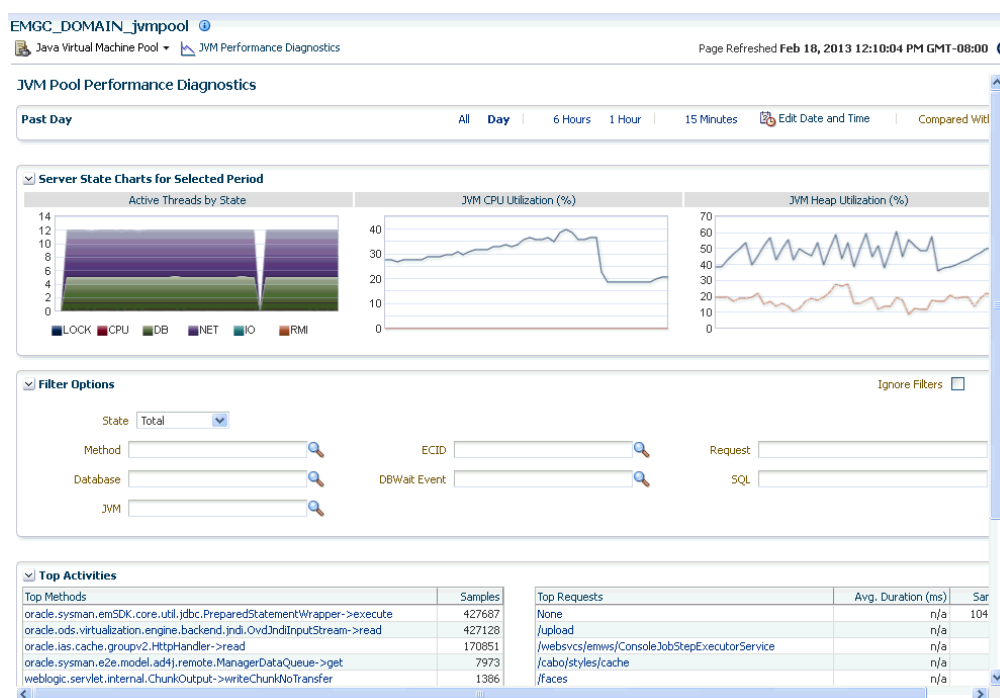 EMGC_DOMAIN_jvmpool
Java Virtual Machine Pool JVM Performance Diagnostics
Page Refreshed Feb 18, 2013 12:10:04 PM GMT-08:00
JVM Pool Performance Diagnostics
Past Day All Day 6 Hours 1 Hour 15 Minutes Edit Date and Time Compared With
Server State Charts for Selected Period
Active Threads by State
14
12
10
8
6
4
2
0
LOCK CPU DB NET IO RMI
JVM CPU Utilization (%)
40
30
20
10
0
JVM Heap Utilization (%)
70
60
50
40
30
20
10
0
Filter Options
Ignore Filters
State Total
Method ECID Request
Database DBWait Event SQL
JVM
Top Activities
Top Methods Samples
oracle.sysman.emSDK.core.util.jdbc.PreparedStatementWrapper->execute 427687
oracle.ods.virtualization.engine.backend.jndi.OvdJndiInputStream->read 427128
oracle.ias.cache.groupv2.HttpHandler->read 170851
oracle.sysman.e2e.model.ad4j.remote.ManagerDataQueue->get 7973
weblogic.servlet.internal.ChunkOutput->writeChunkNoTransfer 1386
Top Requests Avg. Duration (ms) Sar
None n/a 104
/upload n/a
/websvcs/emws/ConsoleJobStepExecutorService n/a
/cabo/styles/cache n/a
/faces n/a